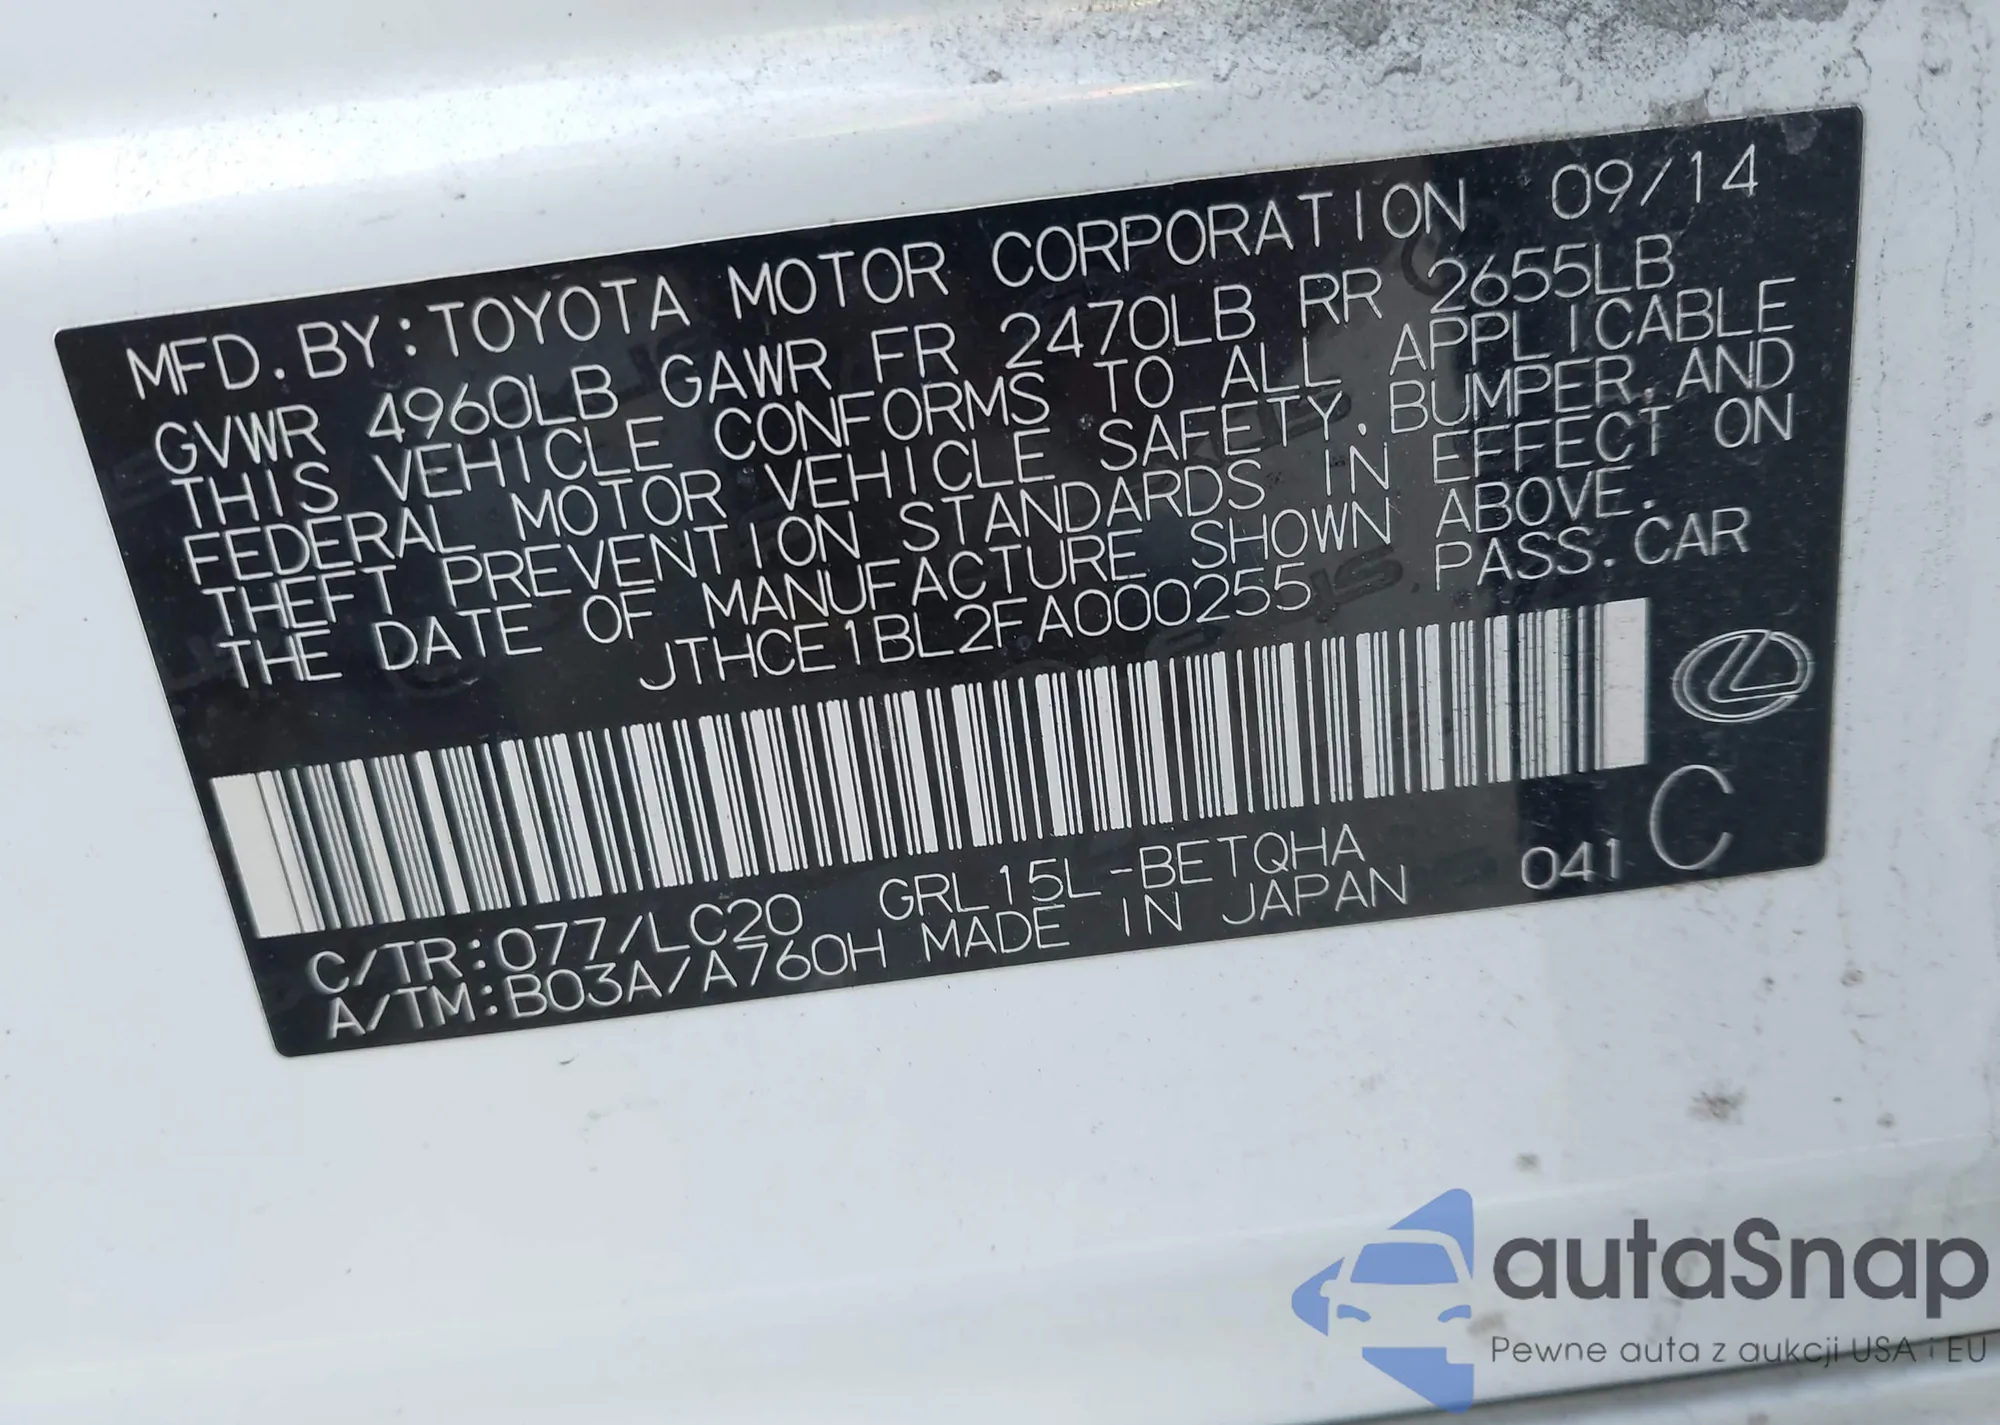 MFD. BY: TOYOTA MOTOR CORPORATION 09/14
GVWR 4960LB GAWR FR 2470LB RR 2655LB
THIS VEHICLE CONFORMS TO ALL APPLICABLE
FEDERAL MOTOR VEHICLE SAFETY, BUMPER, AND
THEFT PREVENTION STANDARDS IN EFFECT ON
THE DATE OF MANUFACTURE SHOWN ABOVE.
JTHCE1BL2FA000255 PASS. CAR
C/TR:077/LC20 GRL15L-BETQHA 041 C
A/TM:B03A/A760H MADE IN JAPAN
autaSnap
Pewne auta z aukcji USA i EU